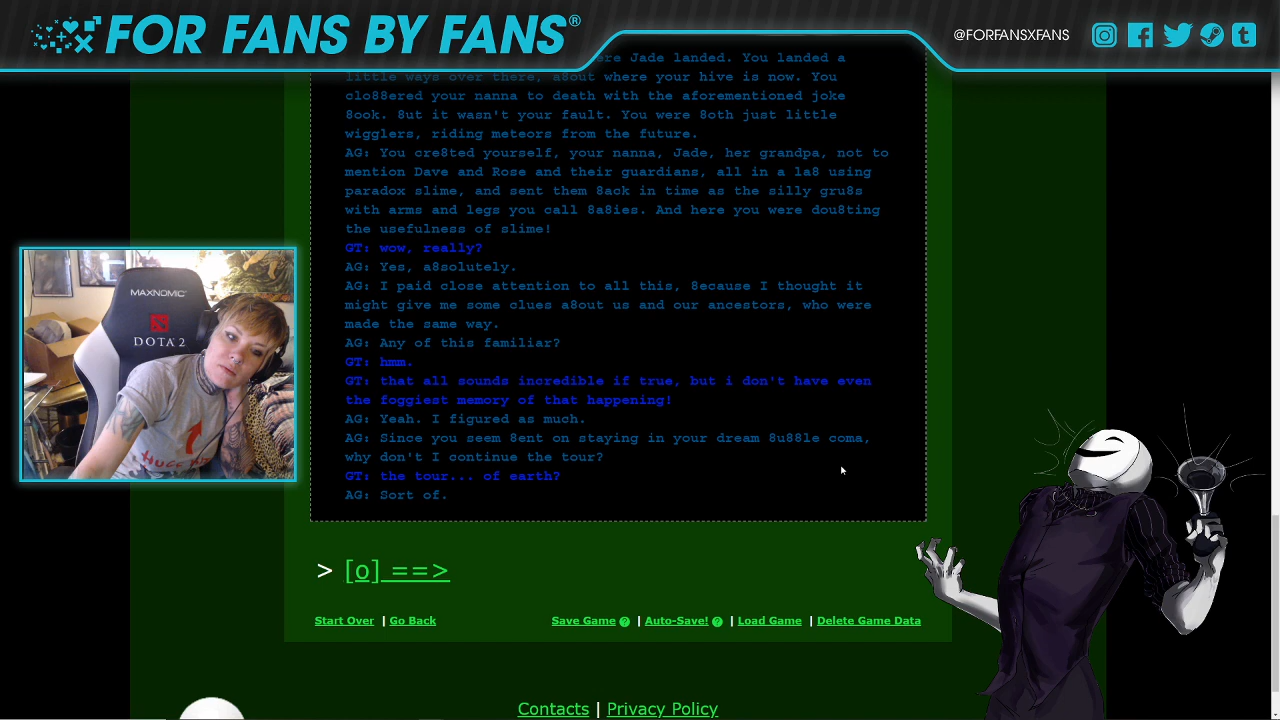 FOR FANS BY FANS®
@FORFANSXFANS
ere Jade landed. You landed a
little ways over there, a8out where your hive is now. You
clo88ered your nanna to death with the aforementioned joke
8ook. 8ut it wasn't your fault. You were 8oth just little
wigglers, riding meteors from the future.
AG: You cre8ted yourself, your nanna, Jade, her grandpa, not to
mention Dave and Rose and their guardians, all in a la8 using
paradox slime, and sent them 8ack in time as the silly gru8s
with arms and legs you call 8a8ies. And here you were dou8ting
the usefulness of slime!
GT: wow, really?
AG: Yes, a8solutely.
AG: I paid close attention to all this, 8ecause I thought it
might give me some clues a8out us and our ancestors, who were
made the same way.
AG: Any of this familiar?
GT: hmm.
GT: that all sounds incredible if true, but i don't have even
the foggiest memory of that happening!
AG: Yeah. I figured as much.
AG: Since you seem 8ent on staying in your dream 8u88le coma,
why don't I continue the tour?
GT: the tour... of earth?
AG: Sort of.
MAXNOMIC
DOTA 2
> [o] ==>
Start Over | Go Back
Save Game ? | Auto-Save! ? | Load Game | Delete Game Data
Contacts | Privacy Policy